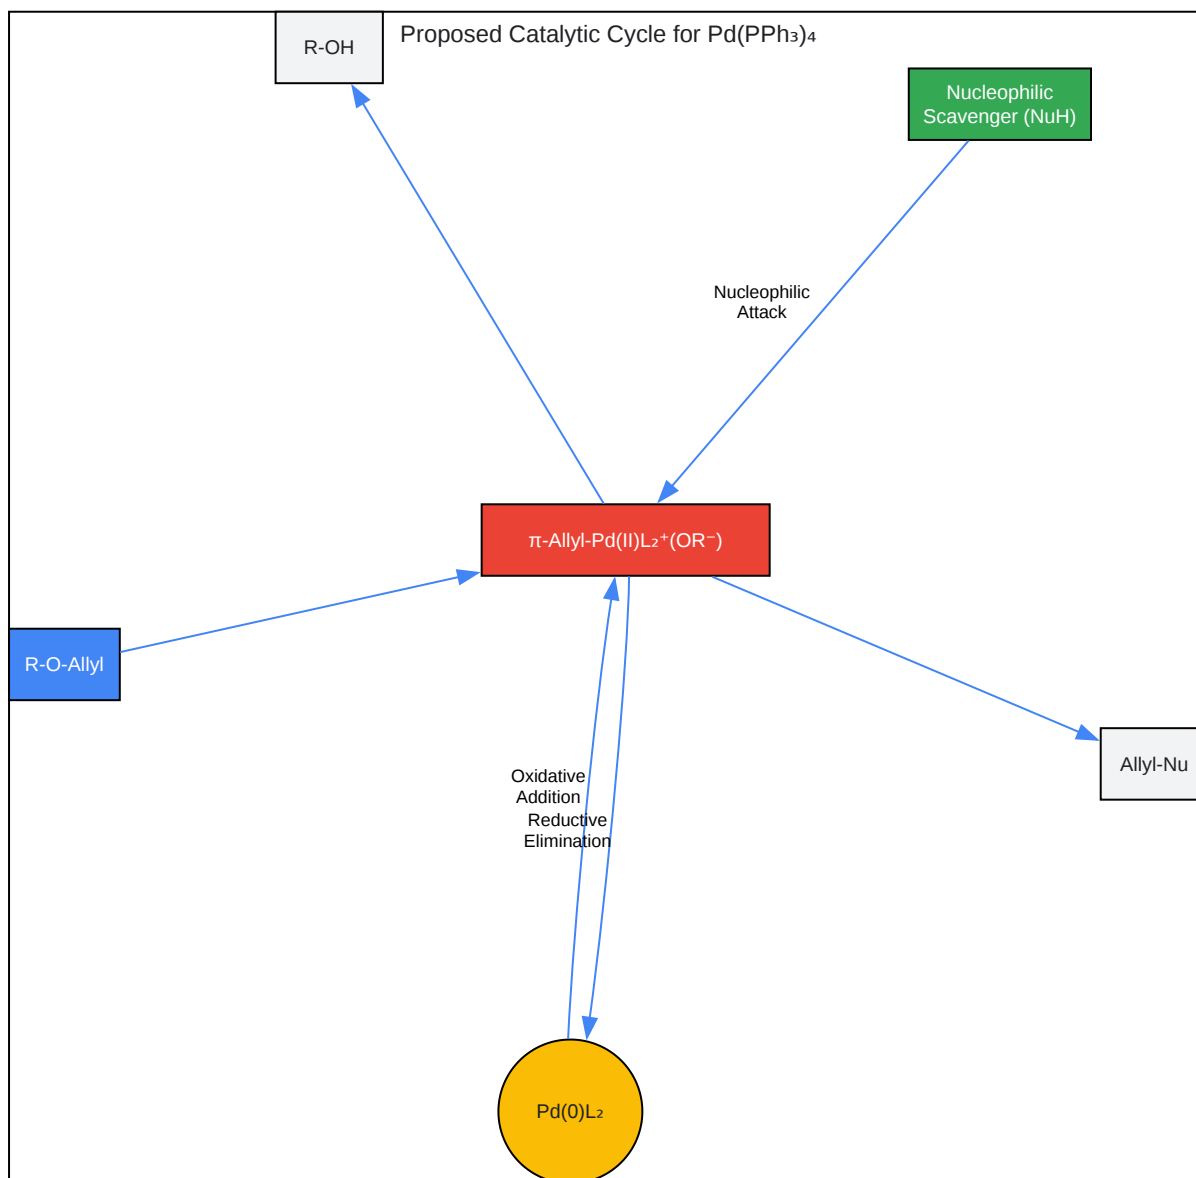 Proposed Catalytic Cycle for Pd(PPh₃)₄
R-OH
Nucleophilic
Scavenger (NuH)
Nucleophilic
Attack
π-Allyl-Pd(II)L₂⁺(OR⁻)
R-O-Allyl
Allyl-Nu
Oxidative
Addition
Reductive
Elimination
Pd(0)L₂